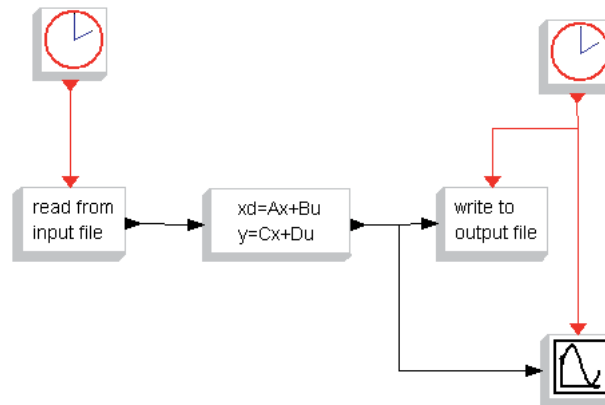 read from
input file
xd=Ax+Bu
y=Cx+Du
write to
output file